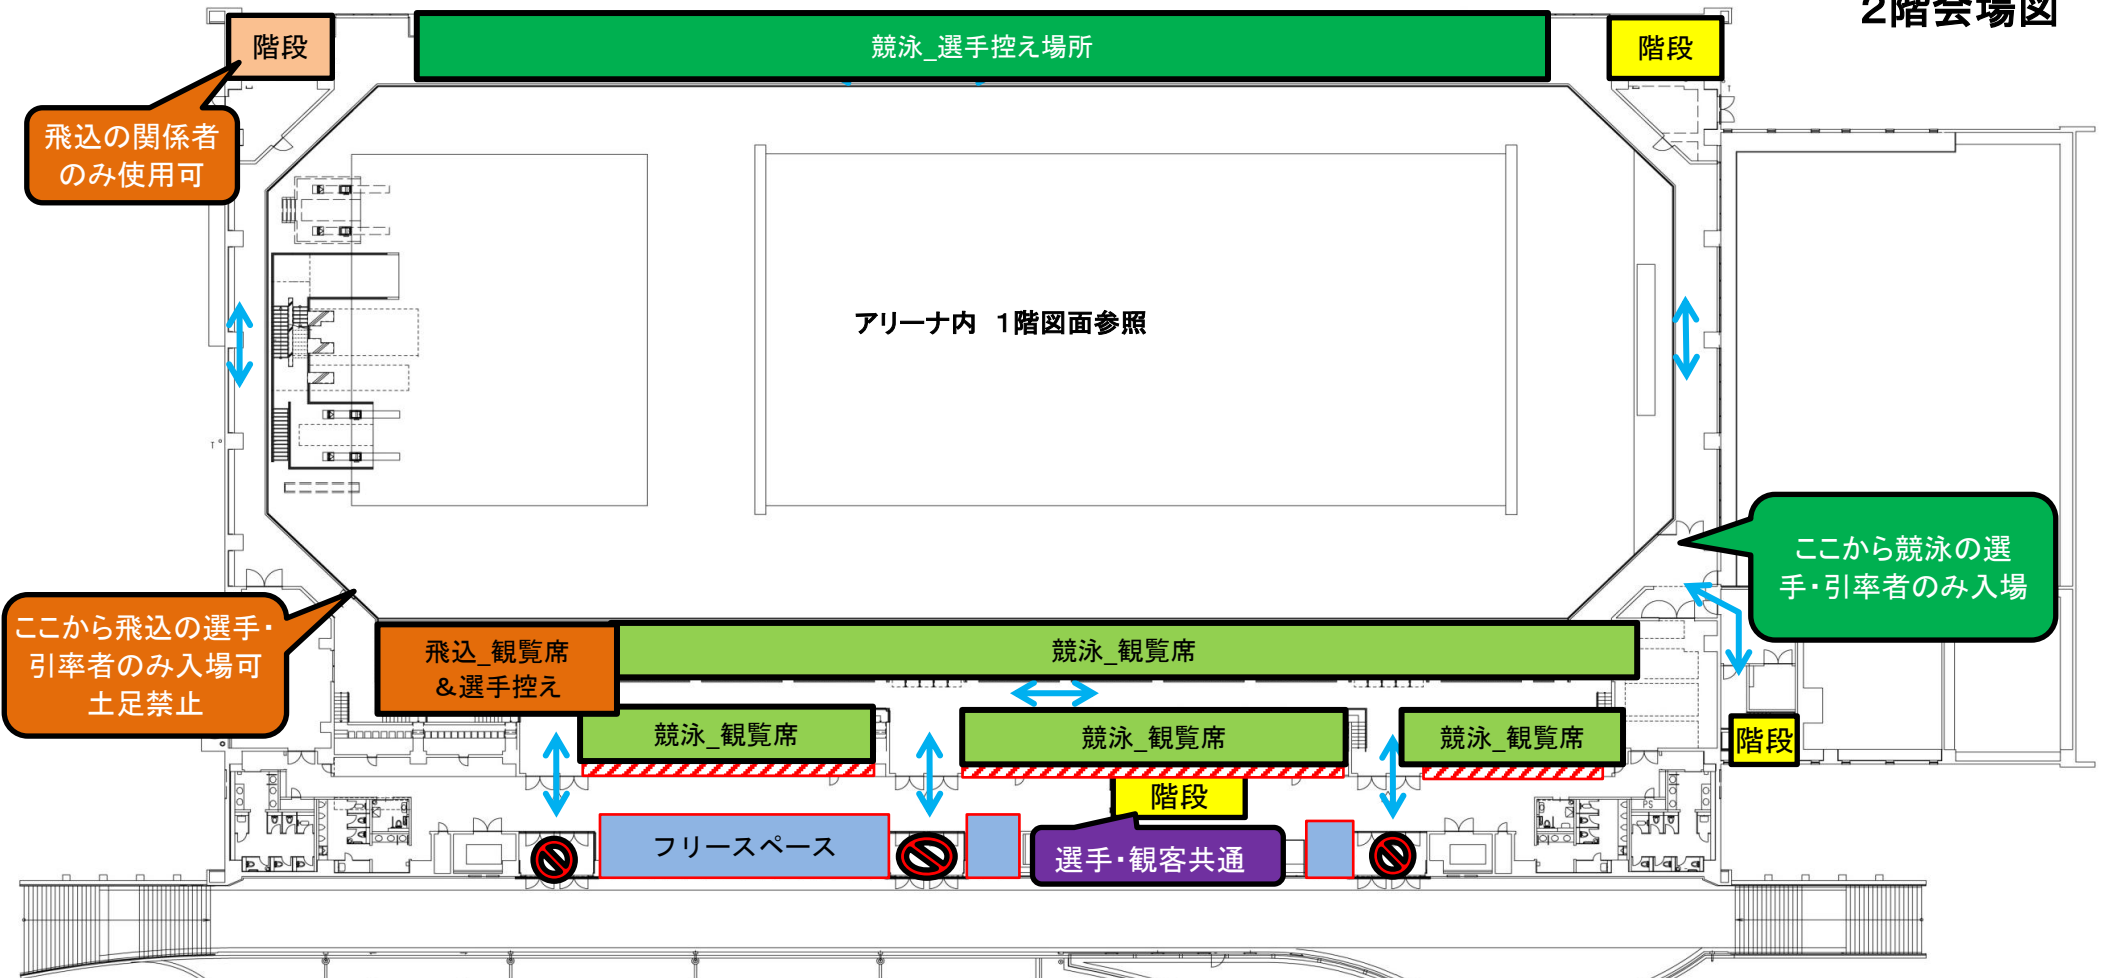 2階会場図
階段
競泳_選手控え場所
階段
飛込の関係者
のみ使用可
アリーナ内 1階図面参照
ここから競泳の選
手・引率者のみ入場
ここから飛込の選手・
引率者のみ入場可
土足禁止
飛込_観覧席
&選手控え
競泳_観覧席
競泳_観覧席
競泳_観覧席
競泳_観覧席
階段
階段
フリースペース
選手・観客共通
PS